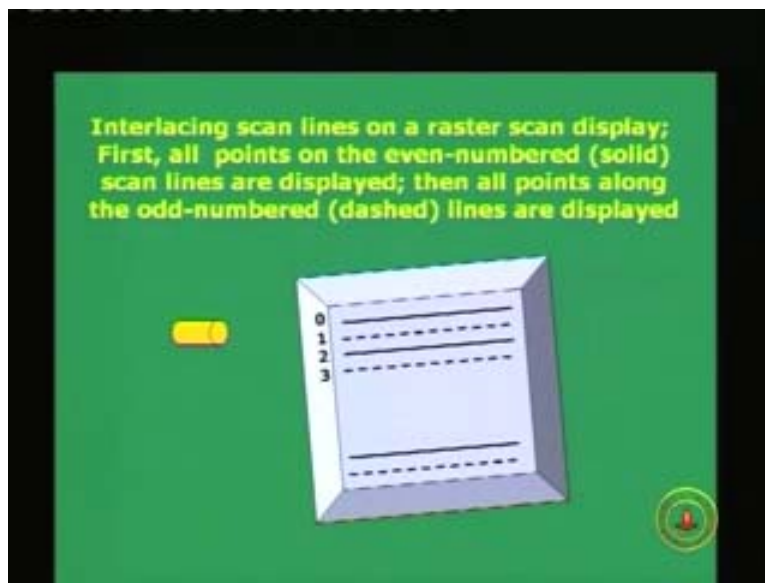 Interlacing scan lines on a raster scan display;
First, all points on the even-numbered (solid)
scan lines are displayed; then all points along
the odd-numbered (dashed) lines are displayed
0
1
2
3